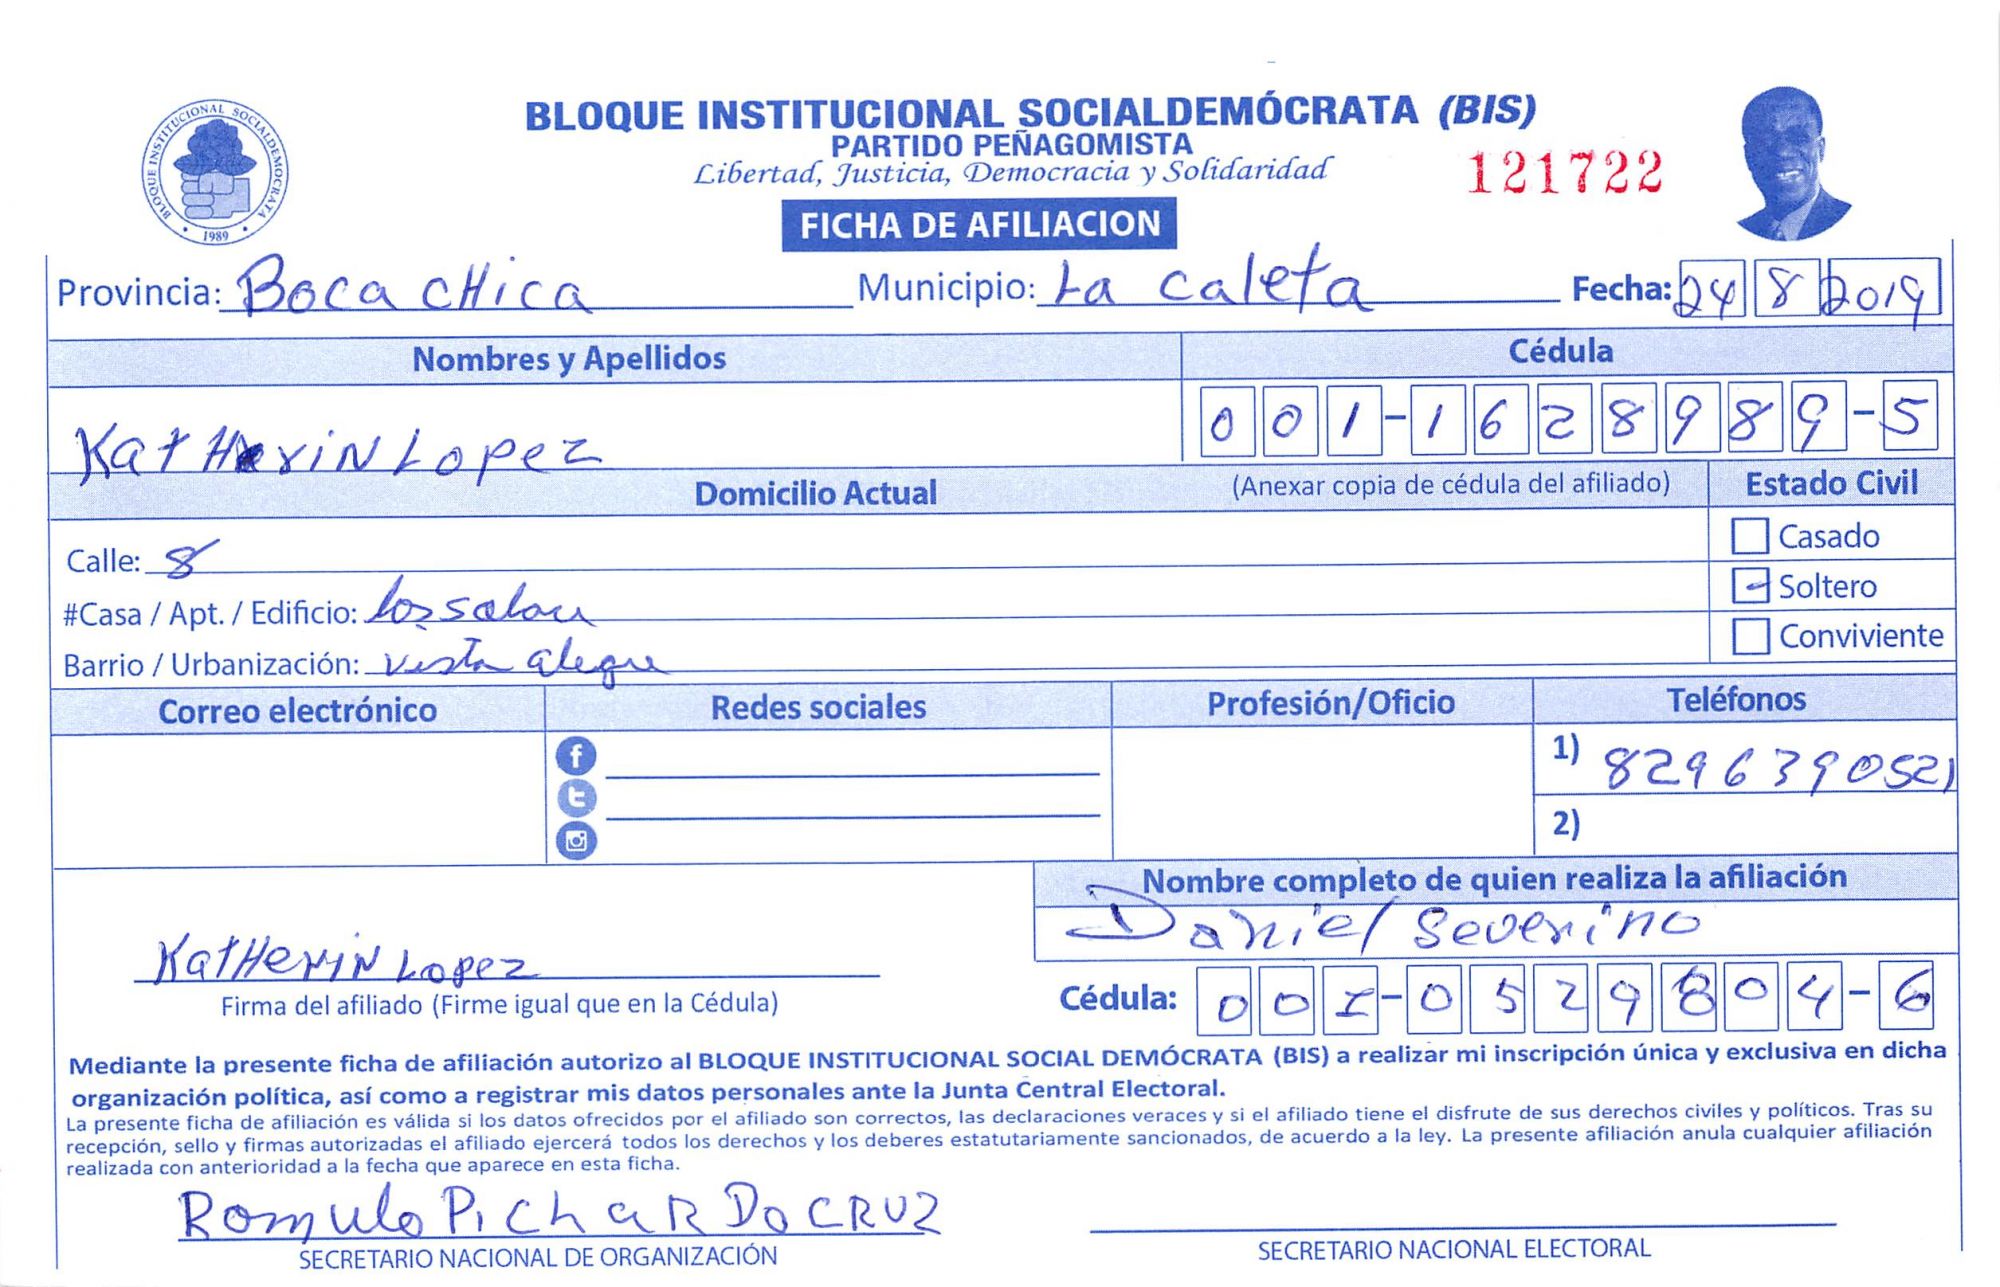 BLOQUE INSTITUCIONAL SOCIALDEMOCRATA
1989
BLOQUE INSTITUCIONAL SOCIALDEMÓCRATA (BIS)
PARTIDO PEÑAGOMISTA
Libertad, Justicia, Democracia y Solidaridad
121722
FICHA DE AFILIACION
Provincia: Boca CHica Municipio: La Caleta Fecha: 24 8 2019
Nombres y Apellidos Cédula
KatHerin Lopez 001-1628989-5
Domicilio Actual (Anexar copia de cédula del afiliado) Estado Civil
Casado
Calle: 8
Soltero
#Casa / Apt. / Edificio:
Conviviente
Barrio / Urbanización: vista alegre
Correo electrónico Redes sociales Profesión/Oficio Teléfonos
1) 8296390521
2)
Nombre completo de quien realiza la afiliación
Daniel Severino
KatHerin Lopez
Firma del afiliado (Firme igual que en la Cédula)
Cédula: 001-0529804-6
Mediante la presente ficha de afiliación autorizo al BLOQUE INSTITUCIONAL SOCIAL DEMÓCRATA (BIS) a realizar mi inscripción única y exclusiva en dicha
organización política, así como a registrar mis datos personales ante la Junta Central Electoral.
La presente ficha de afiliación es válida si los datos ofrecidos por el afiliado son correctos, las declaraciones veraces y si el afiliado tiene el disfrute de sus derechos civiles y políticos. Tras su
recepción, sello y firmas autorizadas el afiliado ejercerá todos los derechos y los deberes estatutariamente sancionados, de acuerdo a la ley. La presente afiliación anula cualquier afiliación
realizada con anterioridad a la fecha que aparece en esta ficha.
Romulo PichaRDo CRUZ
SECRETARIO NACIONAL DE ORGANIZACIÓN
SECRETARIO NACIONAL ELECTORAL